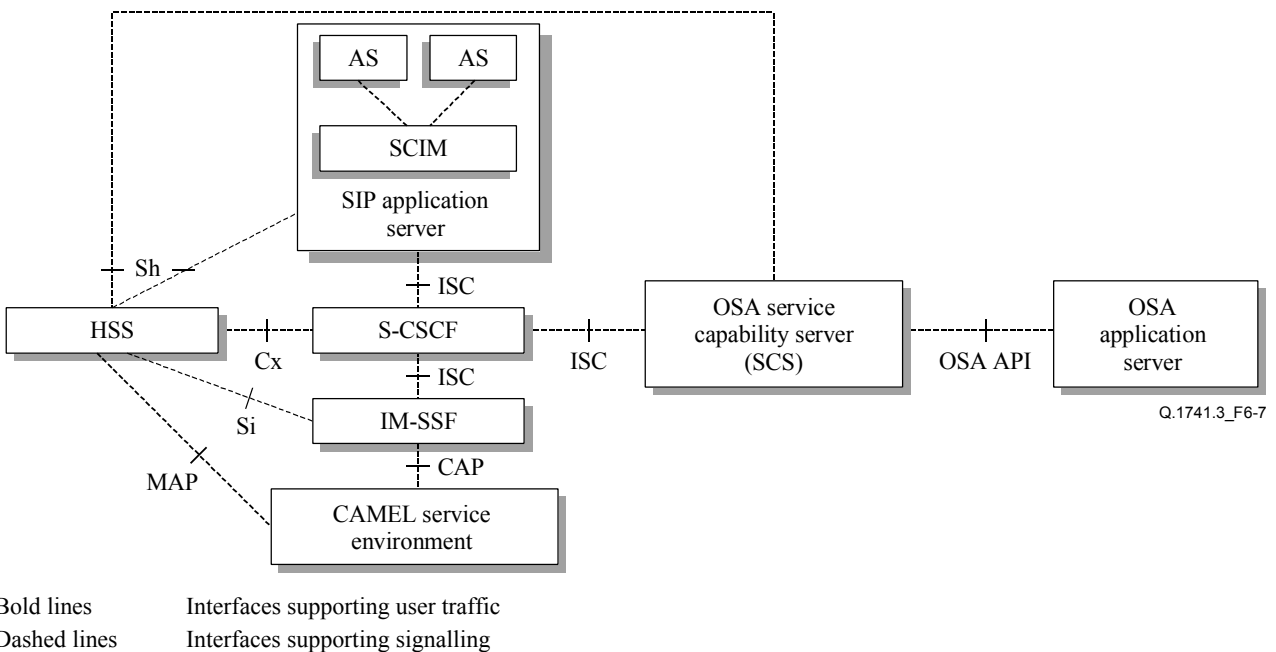 AS
AS
SCIM
SIP application
server
Sh
ISC
HSS
Cx
S-CSCF
ISC
OSA service
capability server
(SCS)
OSA API
OSA
application
server
ISC
Si
IM-SSF
Q.1741.3_F6-7
MAP
CAP
CAMEL service
environment
Bold lines Interfaces supporting user traffic
Dashed lines Interfaces supporting signalling